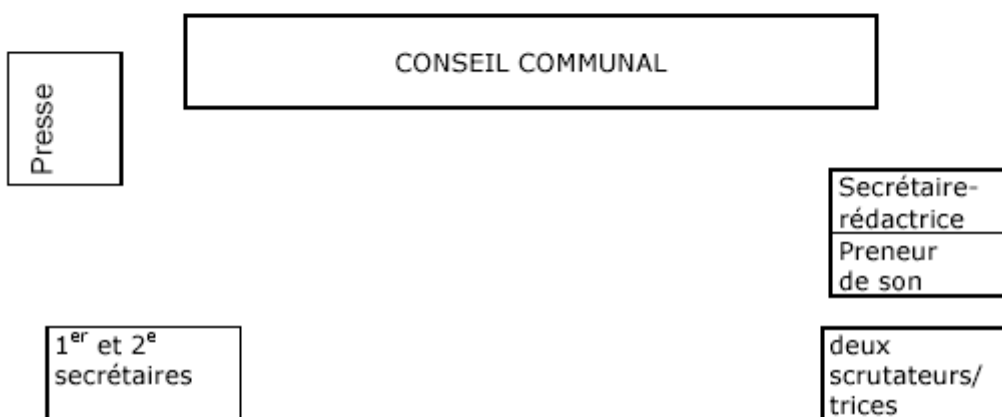 CONSEIL COMMUNAL
Presse
Secrétaire-
rédactrice
Preneur
de son
1er et 2e
secrétaires
deux
scrutateurs/
trices